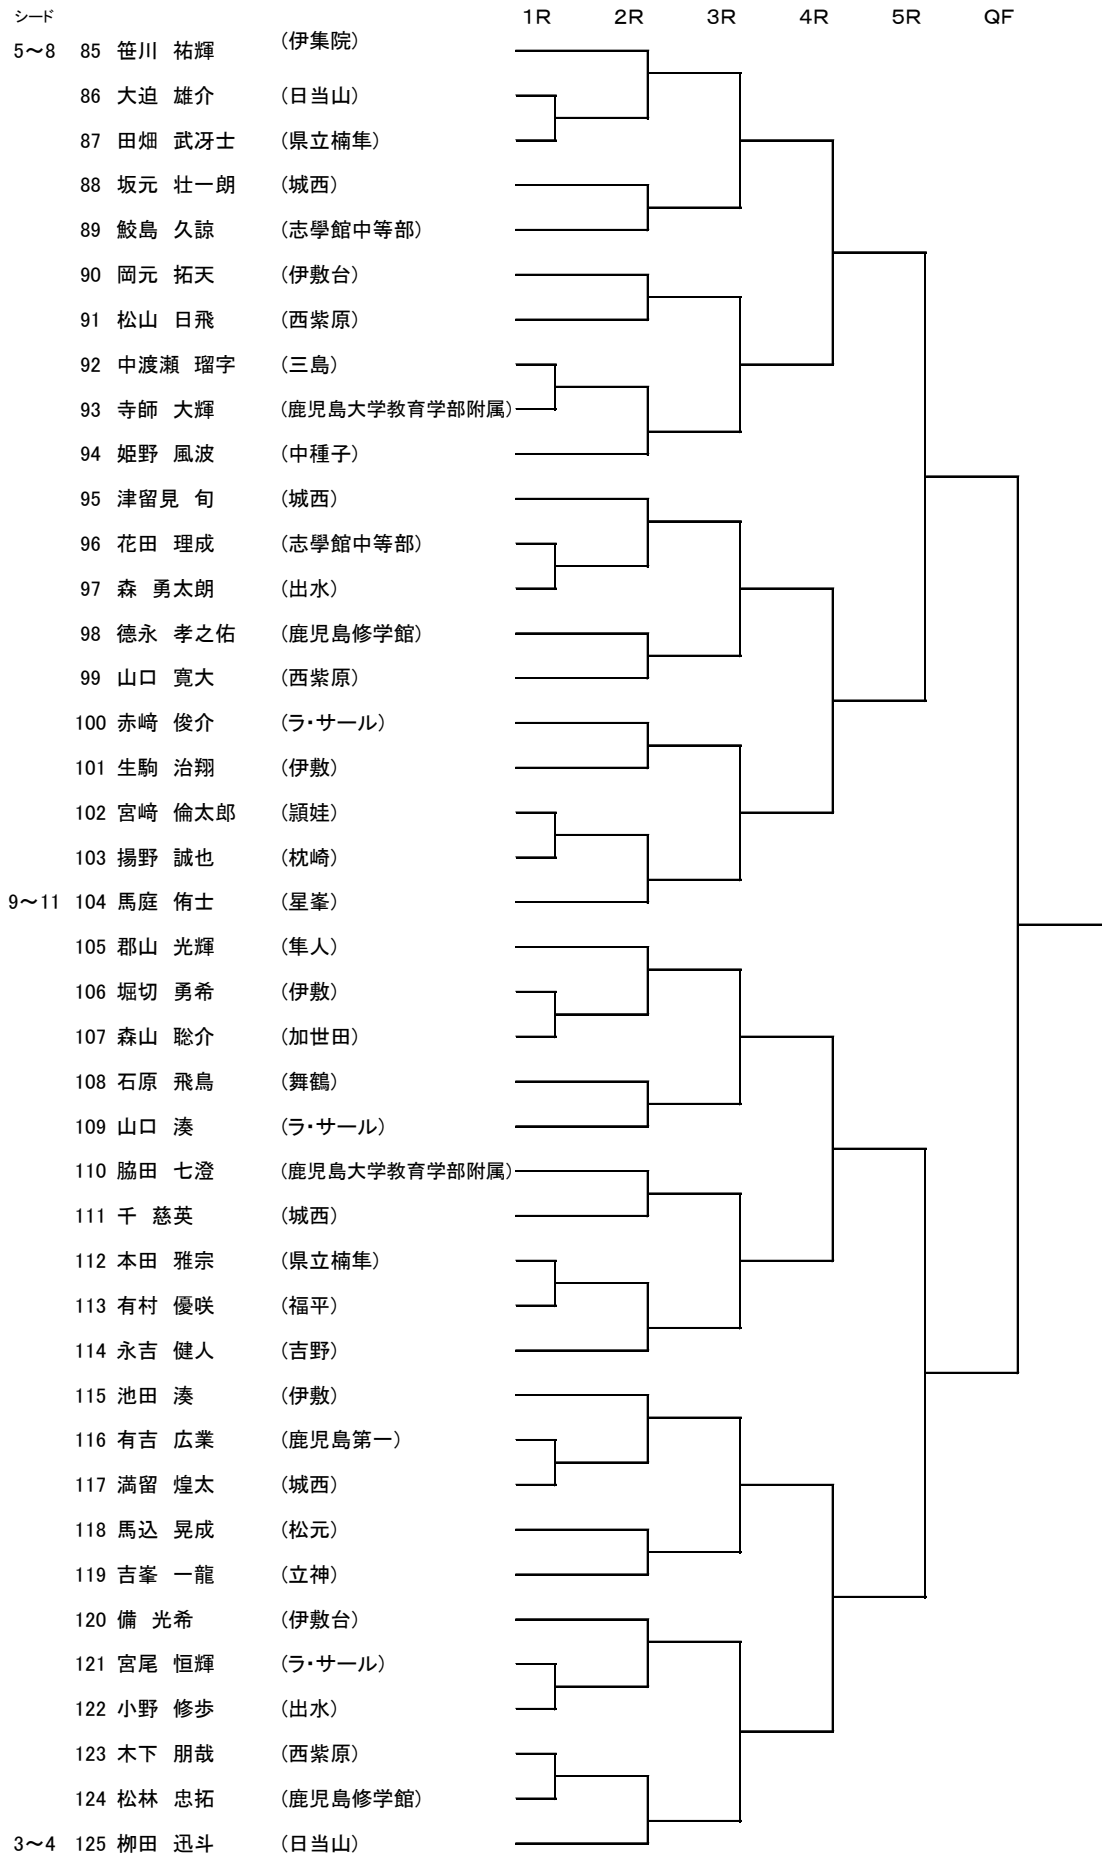 シード 1R 2R 3R 4R 5R QF
5～8 85 笹川 祐輝 (伊集院)
86 大迫 雄介 (日当山)
87 田畑 武冴士 (県立楠隼)
88 坂元 壮一朗 (城西)
89 鮫島 久諒 (志學館中等部)
90 岡元 拓天 (伊敷台)
91 松山 日飛 (西紫原)
92 中渡瀬 瑠字 (三島)
93 寺師 大輝 (鹿児島大学教育学部附属)
94 姫野 風波 (中種子)
95 津留見 旬 (城西)
96 花田 理成 (志學館中等部)
97 森 勇太朗 (出水)
98 德永 孝之佑 (鹿児島修学館)
99 山口 寛大 (西紫原)
100 赤﨑 俊介 (ラ・サール)
101 生駒 治翔 (伊敷)
102 宮﨑 倫太郎 (頴娃)
103 揚野 誠也 (枕崎)
9～11 104 馬庭 侑士 (星峯)
105 郡山 光輝 (隼人)
106 堀切 勇希 (伊敷)
107 森山 聡介 (加世田)
108 石原 飛鳥 (舞鶴)
109 山口 湊 (ラ・サール)
110 脇田 七澄 (鹿児島大学教育学部附属)
111 千 慈英 (城西)
112 本田 雅宗 (県立楠隼)
113 有村 優咲 (福平)
114 永吉 健人 (吉野)
115 池田 湊 (伊敷)
116 有吉 広業 (鹿児島第一)
117 満留 煌太 (城西)
118 馬込 晃成 (松元)
119 吉峯 一龍 (立神)
120 備 光希 (伊敷台)
121 宮尾 恒輝 (ラ・サール)
122 小野 修歩 (出水)
123 木下 朋哉 (西紫原)
124 松林 忠拓 (鹿児島修学館)
3～4 125 栁田 迅斗 (日当山)